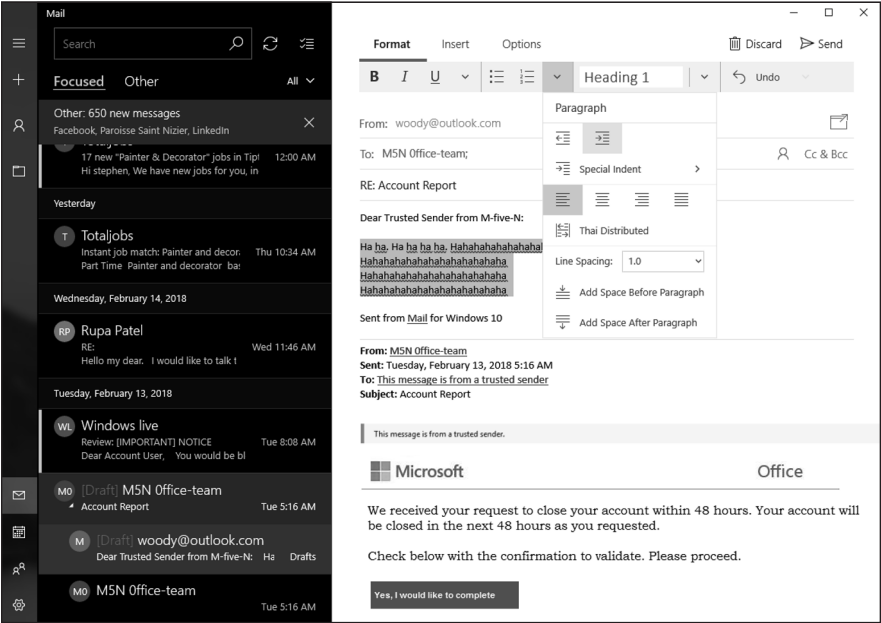 Mail
Search
Focused Other All
Other: 650 new messages
Facebook, Paroisse Saint Nizier, LinkedIn
17 new "Painter & Decorator" jobs in Tipt 12:00 AM
Hi stephen, We have new jobs for you, in
Yesterday
T Totaljobs
Instant job match: Painter and decora Thu 10:34 AM
Part Time Painter and decorator bas
Wednesday, February 14, 2018
RP Rupa Patel
RE: Wed 11:46 AM
Hello my dear. I would like to talk t
Tuesday, February 13, 2018
WL Windows live
Review: [IMPORTANT] NOTICE Tue 8:08 AM
Dear Account User, You would be bl
M0 [Draft] M5N 0ffice-team
Account Report Tue 5:16 AM
M [Draft] woody@outlook.com
Dear Trusted Sender from M-five-N: Ha Drafts
M0 M5N 0ffice-team
Tue 5:16 AM
Format Insert Options Discard Send
B I U Heading 1 Undo
Paragraph
Special Indent
Thai Distributed
Line Spacing: 1.0
Add Space Before Paragraph
Add Space After Paragraph
From: woody@outlook.com
To: M5N 0ffice-team; Cc & Bcc
RE: Account Report
Dear Trusted Sender from M-five-N:
Ha ha, Ha ha ha ha, Hahahahahahahahal
Hahahahahahahahahahahahaha
Hahahahahahahahahahahahaha
Hahahahahahahahahahahahaha
Sent from Mail for Windows 10
From: M5N 0ffice-team
Sent: Tuesday, February 13, 2018 5:16 AM
To: This message is from a trusted sender
Subject: Account Report
This message is from a trusted sender.
Microsoft Office
We received your request to close your account within 48 hours. Your account will
be closed in the next 48 hours as you requested.
Check below with the confirmation to validate. Please proceed.
Yes, I would like to complete